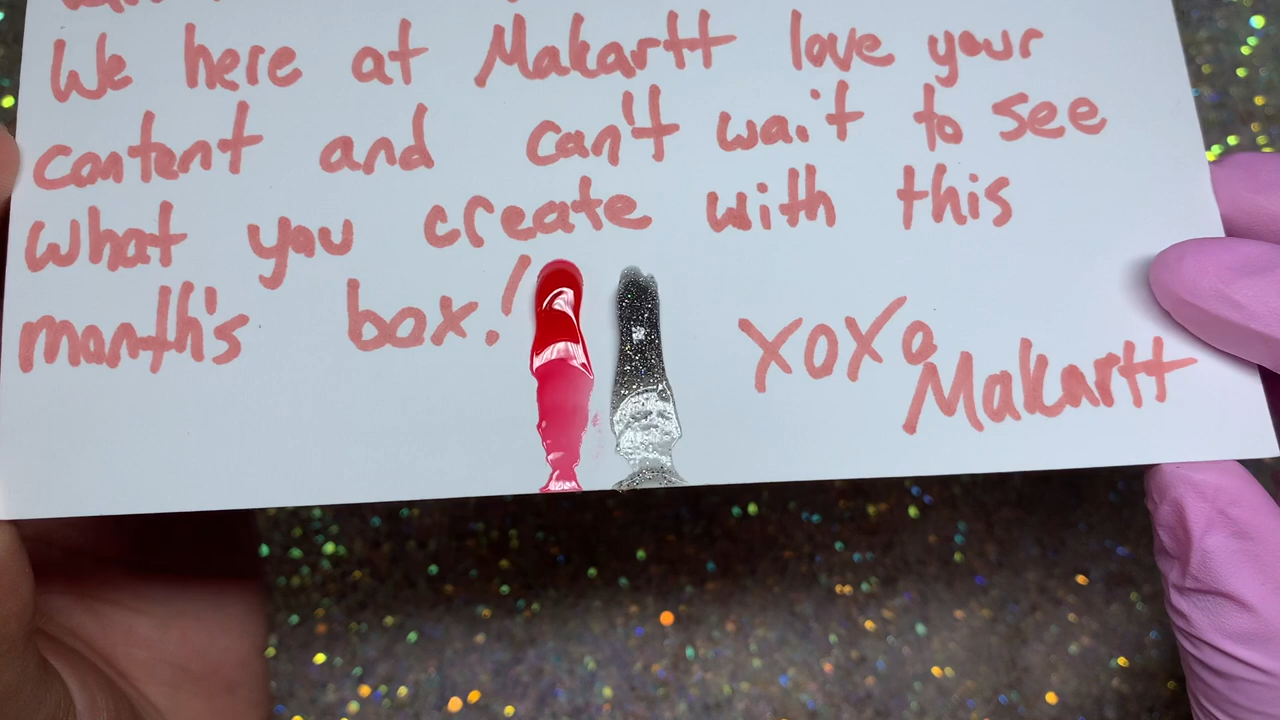 We here at Makartt love your
content and can't wait to see
what you create with this
month's box!
xoxo
Makartt